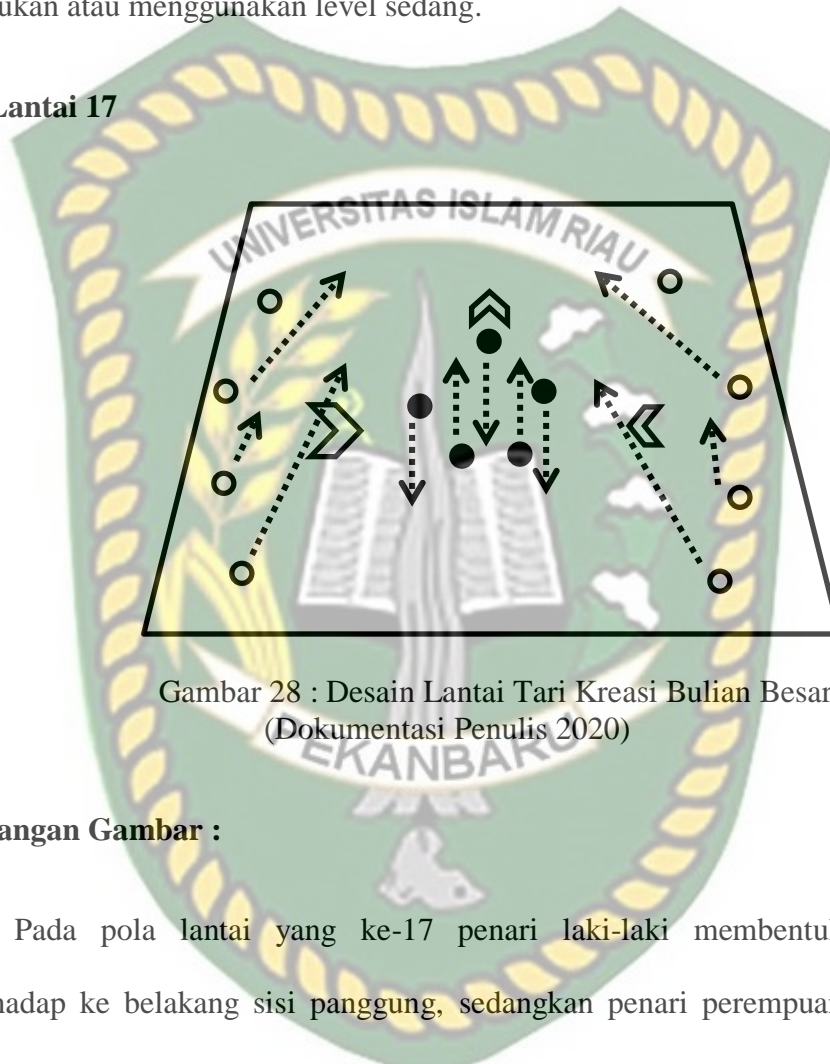 ukan atau menggunakan level sedang.
Lantai 17
UNIVERSITAS ISLAM RIAU
Gambar 28 : Desain Lantai Tari Kreasi Bulian Besar
(Dokumentasi Penulis 2020)
PEKANBARU
angan Gambar :
Pada pola lantai yang ke-17 penari laki-laki membentu
hadap ke belakang sisi panggung, sedangkan penari perempua